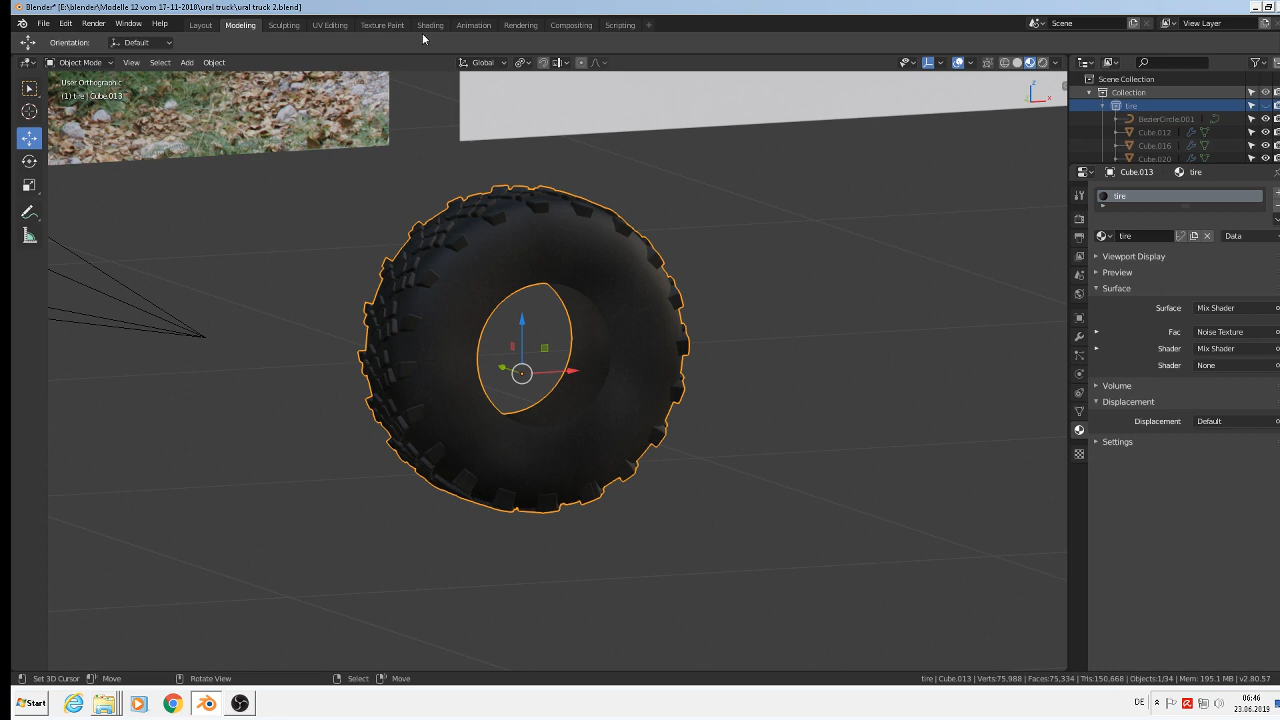 Blender* [E:\blender\Modelle 12 vom 17-11-2018\ural truck\ural truck 2.blend]
File Edit Render Window Help Layout Modeling Sculpting UV Editing Texture Paint Shading Animation Rendering Compositing Scripting Scene View Layer
Orientation: Default
Object Mode View Select Add Object Global
User Orthographic
(1) tire | Cube.013
Z
X
Scene Collection
Collection
tire
BezierCircle.001
Cube.012
Cube.016
Cube.020
Cube.013 tire
tire
tire Data
Viewport Display
Preview
Surface
Surface Mix Shader
Fac Noise Texture
Shader Mix Shader
Shader None
Volume
Displacement
Displacement Default
Settings
Set 3D Cursor Move Rotate View Select Move tire | Cube.013 | Verts:75,988 | Faces:75,334 | Tris:150,668 | Objects:1/34 | Mem: 195.1 MB | v2.80.57
Start DE 06:46
23.06.2019